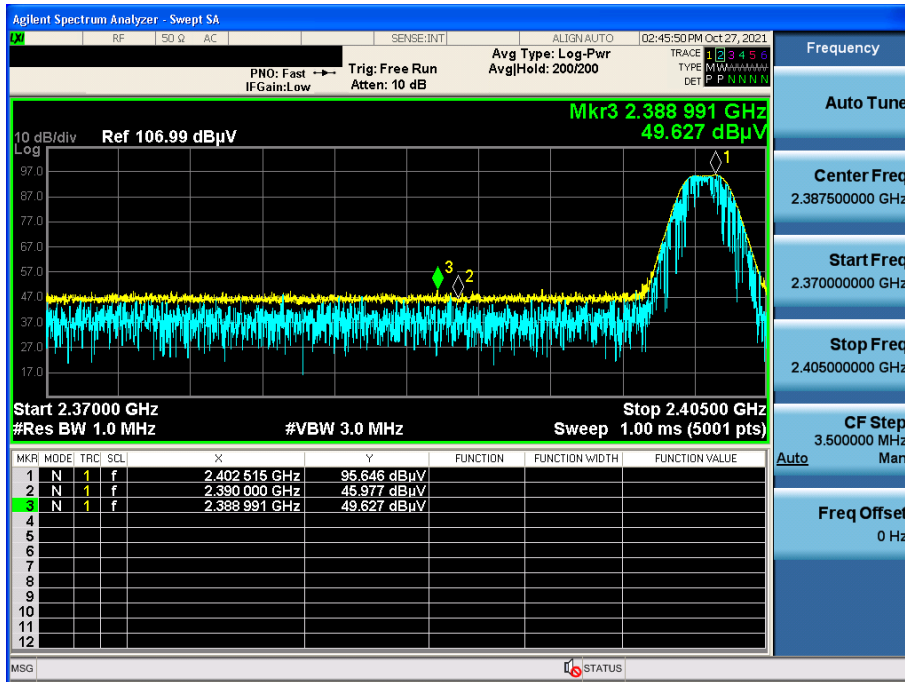 Agilent Spectrum Analyzer - Swept SA
LXI RF 50 Ω AC SENSE:INT ALIGN AUTO 02:45:50 PM Oct 27, 2021
PNO: Fast Trig: Free Run Avg Type: Log-Pwr TRACE 1 2 3 4 5 6
IFGain:Low Atten: 10 dB Avg|Hold: 200/200 TYPE M W
DET P P N N N N
Mkr3 2.388 991 GHz
49.627 dBµV
10 dB/div Ref 106.99 dBµV
Log
97.0
87.0
77.0
67.0
57.0
47.0
37.0
27.0
17.0
1
3
2
Start 2.37000 GHz Stop 2.40500 GHz
#Res BW 1.0 MHz #VBW 3.0 MHz Sweep 1.00 ms (5001 pts)
MKR MODE TRC SCL X Y FUNCTION FUNCTION WIDTH FUNCTION VALUE
1 N 1 f 2.402 515 GHz 95.646 dBµV
2 N 1 f 2.390 000 GHz 45.977 dBµV
3 N 1 f 2.388 991 GHz 49.627 dBµV
4
5
6
7
8
9
10
11
12
MSG STATUS
Frequency
Auto Tune
Center Freq
2.387500000 GHz
Start Freq
2.370000000 GHz
Stop Freq
2.405000000 GHz
CF Step
3.500000 MHz
Auto Man
Freq Offset
0 Hz